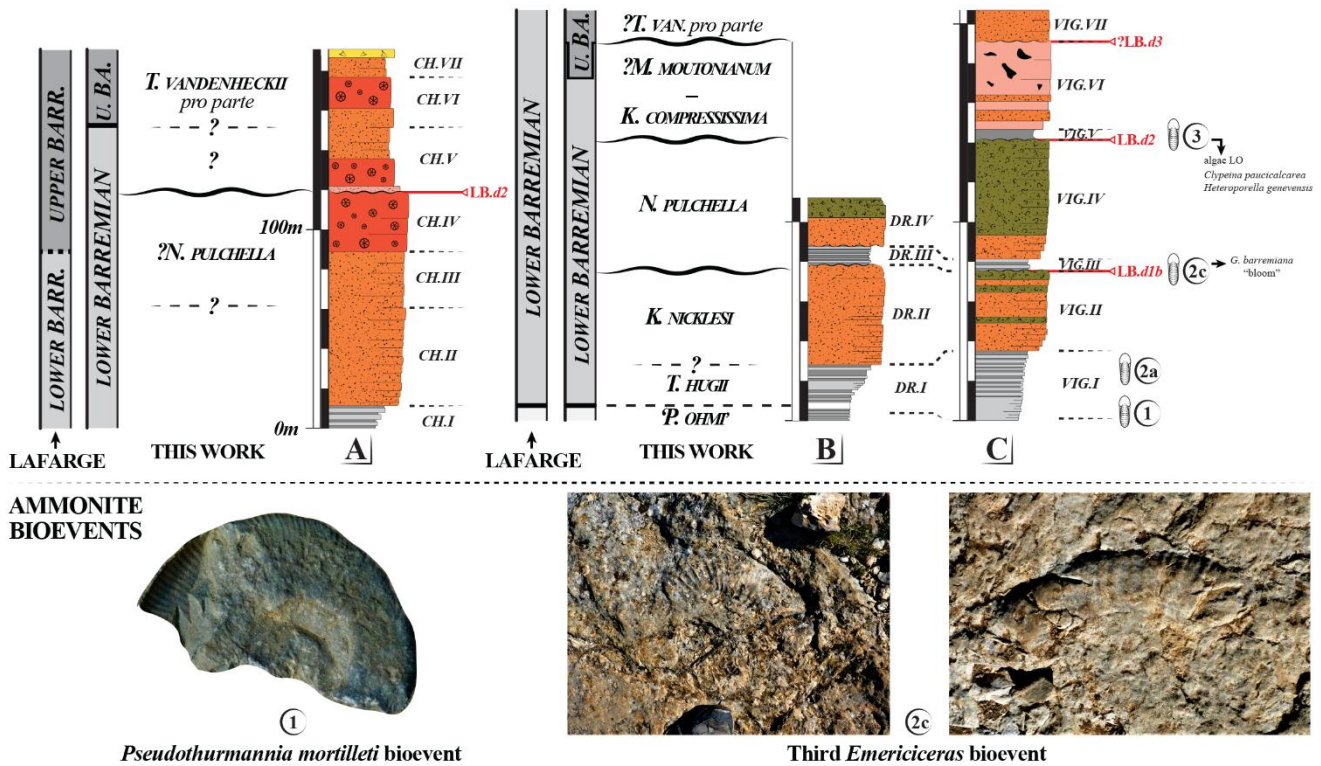 LOWER BARR. UPPER BARR.
LOWER BARREMIAN U. BA.
T. VANDENHECKII
pro parte
?
?
?N. PULCHELLA
?
100m
0m
CH.VII
CH.VI
CH.V
LB.d2
CH.IV
CH.III
CH.II
CH.I
LAFARGE
THIS WORK
A
LOWER BARREMIAN
LOWER BARREMIAN U. BA.
?T. VAN. pro parte
?M. MOUTONIANUM
–
K. COMPRESSISSIMA
N. PULCHELLA
K. NICKLESI
?
T. HUGII
'P. OHMI'
DR.IV
DR.III
DR.II
DR.I
LAFARGE
THIS WORK
B
VIG.VII
?LB.d3
VIG.VI
VIG.V
LB.d2
3
algae LO
Clypeina paucicalcarea
Heteroporella genevensis
VIG.IV
VIG.III
LB.d1b
2c
G. barremiana
“bloom”
VIG.II
2a
VIG.I
1
C
AMMONITE
BIOEVENTS
1
Pseudothurmannia mortilleti bioevent
2c
Third Emericiceras bioevent